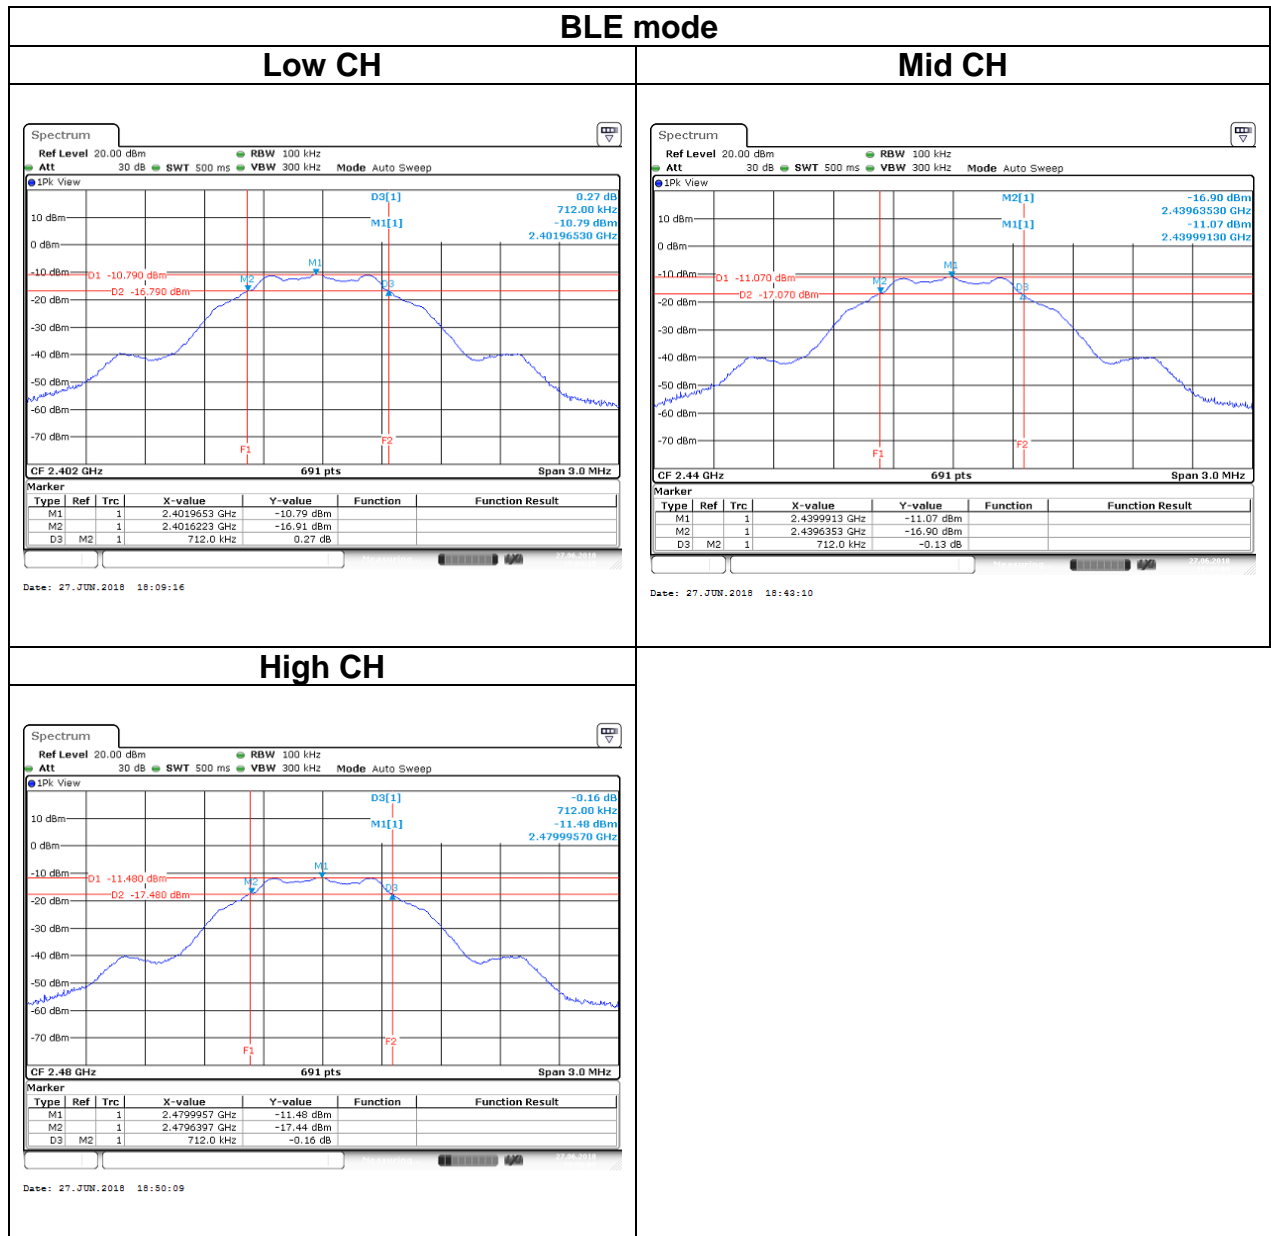 BLE mode
Low CH
Mid CH
Spectrum
Ref Level 20.00 dBm RBW 100 kHz
Att 30 dB SWT 500 ms VBW 300 kHz Mode Auto Sweep
1Pk View
D3[1] 0.27 dB
712.00 kHz
M1[1] -10.79 dBm
2.40196530 GHz
10 dBm
0 dBm
M1
-10 dBm
D1 -10.790 dBm
M2
D3
D2 -16.790 dBm
-20 dBm
-30 dBm
-40 dBm
-50 dBm
-60 dBm
-70 dBm
F1
F2
CF 2.402 GHz 691 pts Span 3.0 MHz
Marker
Type Ref Trc X-value Y-value Function Function Result
M1 1 2.4019653 GHz -10.79 dBm
M2 1 2.4016223 GHz -16.91 dBm
D3 M2 1 712.0 kHz 0.27 dB
27.06.2018
Date: 27.JUN.2018 18:09:16
Spectrum
Ref Level 20.00 dBm RBW 100 kHz
Att 30 dB SWT 500 ms VBW 300 kHz Mode Auto Sweep
1Pk View
M2[1] -16.90 dBm
2.43963530 GHz
M1[1] -11.07 dBm
2.43999130 GHz
10 dBm
0 dBm
M1
-10 dBm
D1 -11.070 dBm
M2
D3
D2 -17.070 dBm
-20 dBm
-30 dBm
-40 dBm
-50 dBm
-60 dBm
-70 dBm
F1
F2
CF 2.44 GHz 691 pts Span 3.0 MHz
Marker
Type Ref Trc X-value Y-value Function Function Result
M1 1 2.4399913 GHz -11.07 dBm
M2 1 2.4396353 GHz -16.90 dBm
D3 M2 1 712.0 kHz -0.13 dB
Measuring... 27.06.2018
Date: 27.JUN.2018 18:43:10
High CH
Spectrum
Ref Level 20.00 dBm RBW 100 kHz
Att 30 dB SWT 500 ms VBW 300 kHz Mode Auto Sweep
1Pk View
D3[1] -0.16 dB
712.00 kHz
M1[1] -11.48 dBm
2.47999570 GHz
10 dBm
0 dBm
M1
-10 dBm
D1 -11.480 dBm
M2
D3
D2 -17.480 dBm
-20 dBm
-30 dBm
-40 dBm
-50 dBm
-60 dBm
-70 dBm
F1
F2
CF 2.48 GHz 691 pts Span 3.0 MHz
Marker
Type Ref Trc X-value Y-value Function Function Result
M1 1 2.4799957 GHz -11.48 dBm
M2 1 2.4796397 GHz -17.44 dBm
D3 M2 1 712.0 kHz -0.16 dB
27.06.2018
Date: 27.JUN.2018 18:50:09